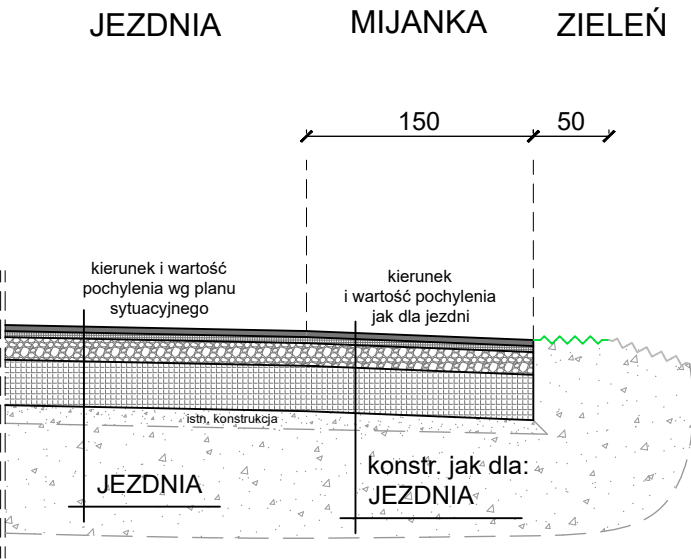 JEZDNIA
MIJANKA
ZIELEŃ
150
50
kierunek i wartość
pochylenia wg planu
sytuacyjnego
kierunek
i wartość pochylenia
jak dla jezdni
istn, konstrukcja
JEZDNIA
konstr. jak dla:
JEZDNIA